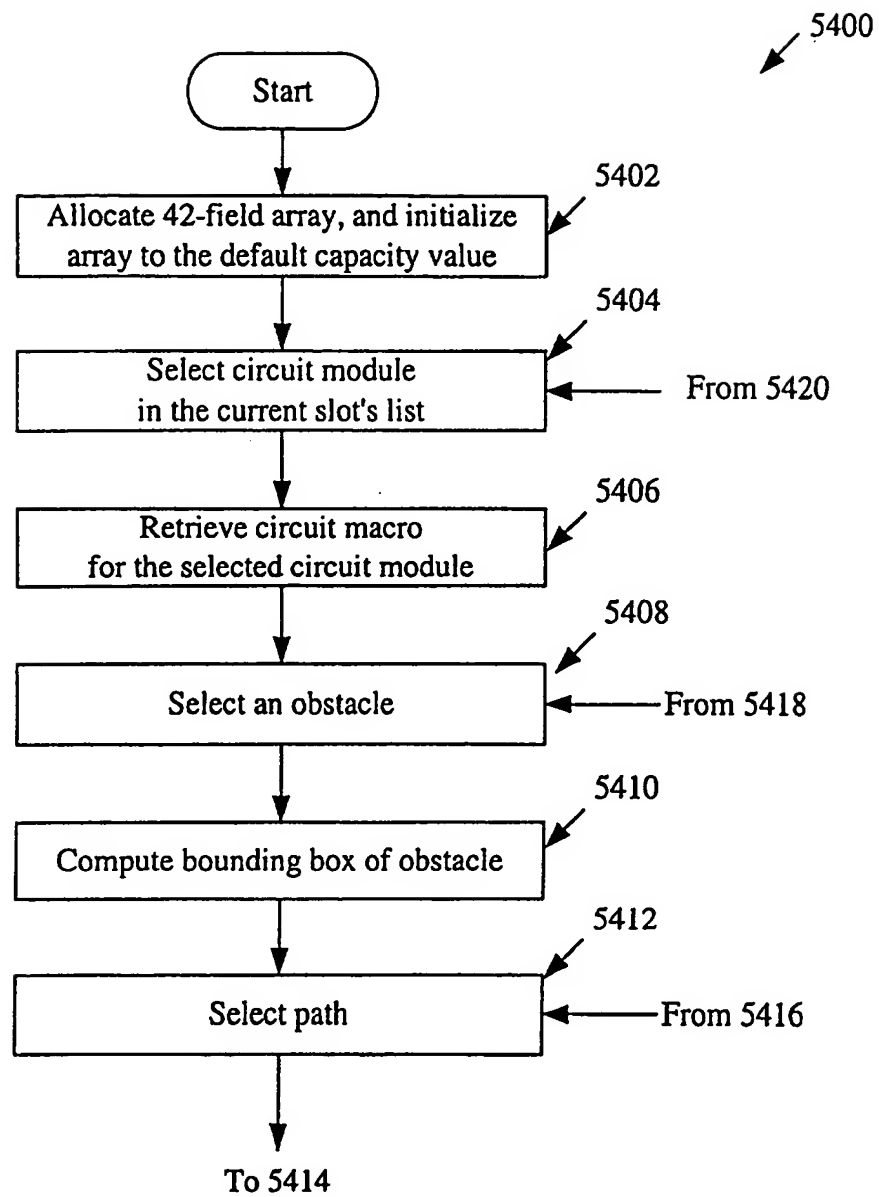 5400
Start
5402
Allocate 42-field array, and initialize
array to the default capacity value
5404
Select circuit module
in the current slot's list
From 5420
5406
Retrieve circuit macro
for the selected circuit module
5408
Select an obstacle
From 5418
5410
Compute bounding box of obstacle
5412
Select path
From 5416
To 5414